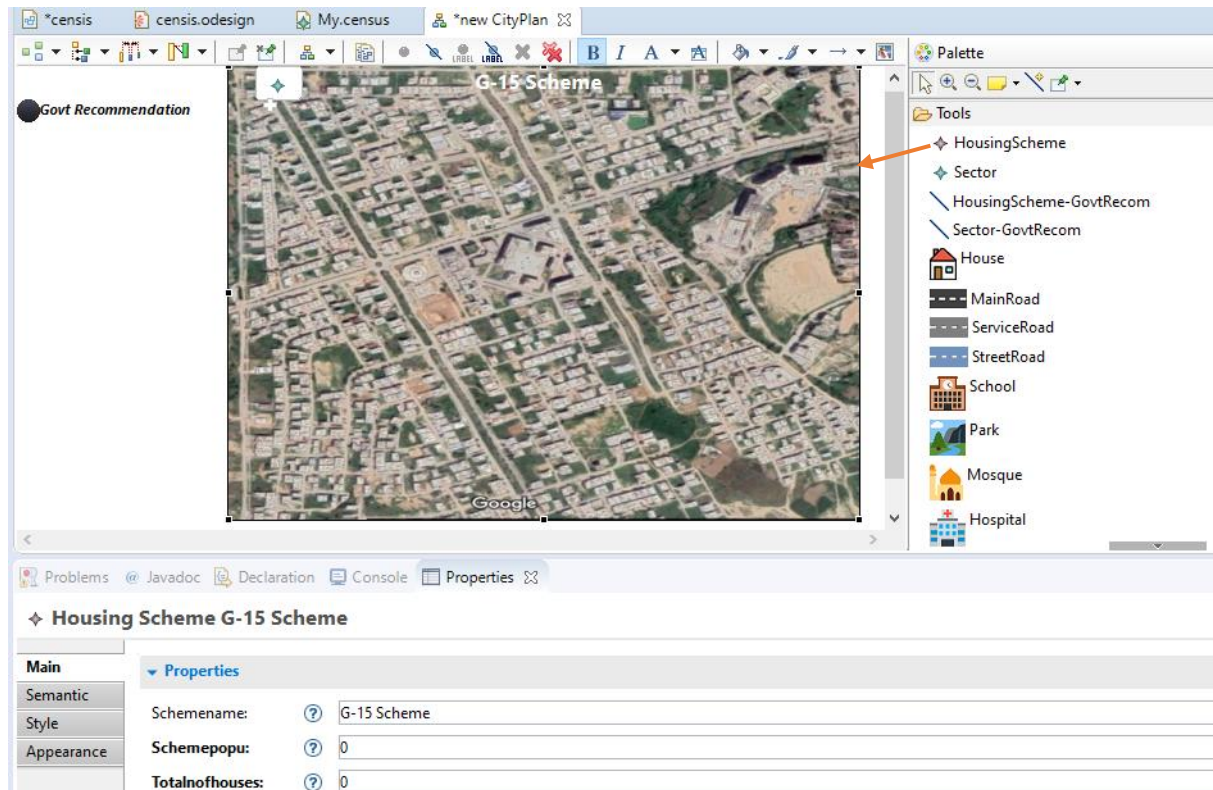 *censis censis.odesign My.census *new CityPlan
LABEL LABEL B I A Palette
G-15 Scheme
Govt Recommendation
Google
Tools
HousingScheme
Sector
HousingScheme-GovtRecom
Sector-GovtRecom
House
MainRoad
ServiceRoad
StreetRoad
School
Park
Mosque
Hospital
Problems @ Javadoc Declaration Console Properties
Housing Scheme G-15 Scheme
Main
Semantic
Style
Appearance
Properties
Schemename: ? G-15 Scheme
Schemepopu: ? 0
Totalnofhouses: ? 0